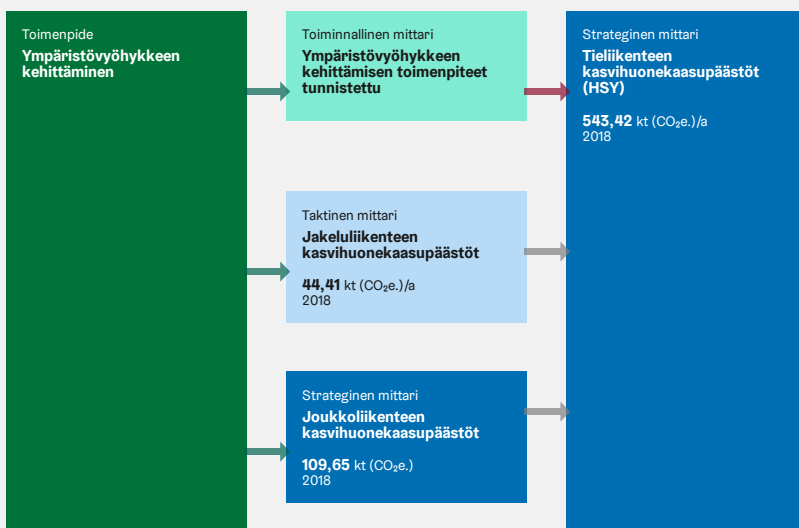 Toimenpide
Ympäristövyöhykkeen
kehittäminen
Toiminnallinen mittari
Ympäristövyöhykkeen
kehittämisen toimenpiteet
tunnistettu
Taktinen mittari
Jakeluliikenteen
kasvihuonekaasupäästöt
44,41 kt (CO₂e.)/a
2018
Strateginen mittari
Joukkoliikenteen
kasvihuonekaasupäästöt
109,65 kt (CO₂e.)
2018
Strateginen mittari
Tieliikenteen
kasvihuonekaasupäästöt
(HSY)
543,42 kt (CO₂e.)/a
2018